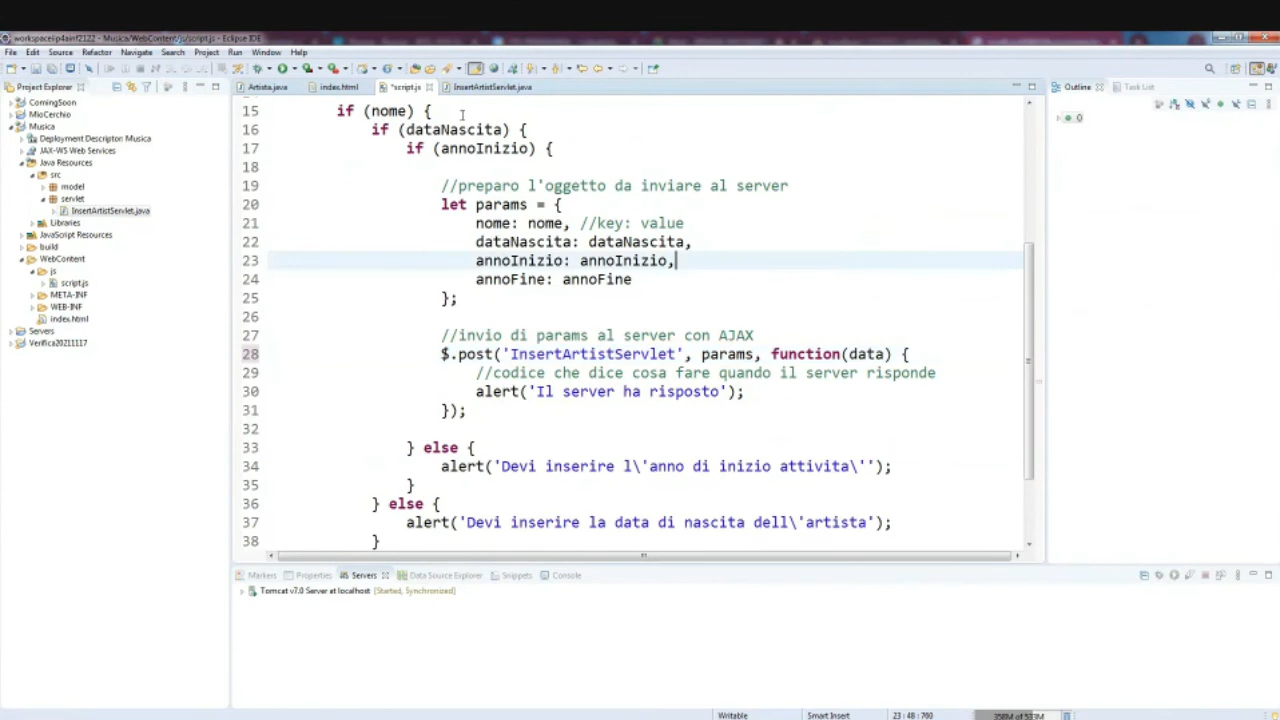 workspaceiip4ainf2122 - Musica/WebContent/js/script.js - Eclipse IDE
File Edit Source Refactor Navigate Search Project Run Window Help
Project Explorer
Artista.java index.html *script.js InsertArtistServlet.java
Outline Task List
ComingSoon
MioCerchio
Musica
Deployment Descriptor: Musica
JAX-WS Web Services
Java Resources
src
model
servlet
InsertArtistServlet.java
Libraries
JavaScript Resources
build
WebContent
js
script.js
META-INF
WEB-INF
index.html
Servers
Verifica20211117
15 if (nome) {
16 if (dataNascita) {
17 if (annoInizio) {
18
19 //preparo l'oggetto da inviare al server
20 let params = {
21 nome: nome, //key: value
22 dataNascita: dataNascita,
23 annoInizio: annoInizio,
24 annoFine: annoFine
25 };
26
27 //invio di params al server con AJAX
28 $.post('InsertArtistServlet', params, function(data) {
29 //codice che dice cosa fare quando il server risponde
30 alert('Il server ha risposto');
31 });
32
33 } else {
34 alert('Devi inserire l\'anno di inizio attivita\'');
35 }
36 } else {
37 alert('Devi inserire la data di nascita dell\'artista');
38 }
0
Markers Properties Servers Data Source Explorer Snippets Console
Tomcat v7.0 Server at localhost [Started, Synchronized]
Writable Smart Insert 23 : 48 : 760 358M of 533M